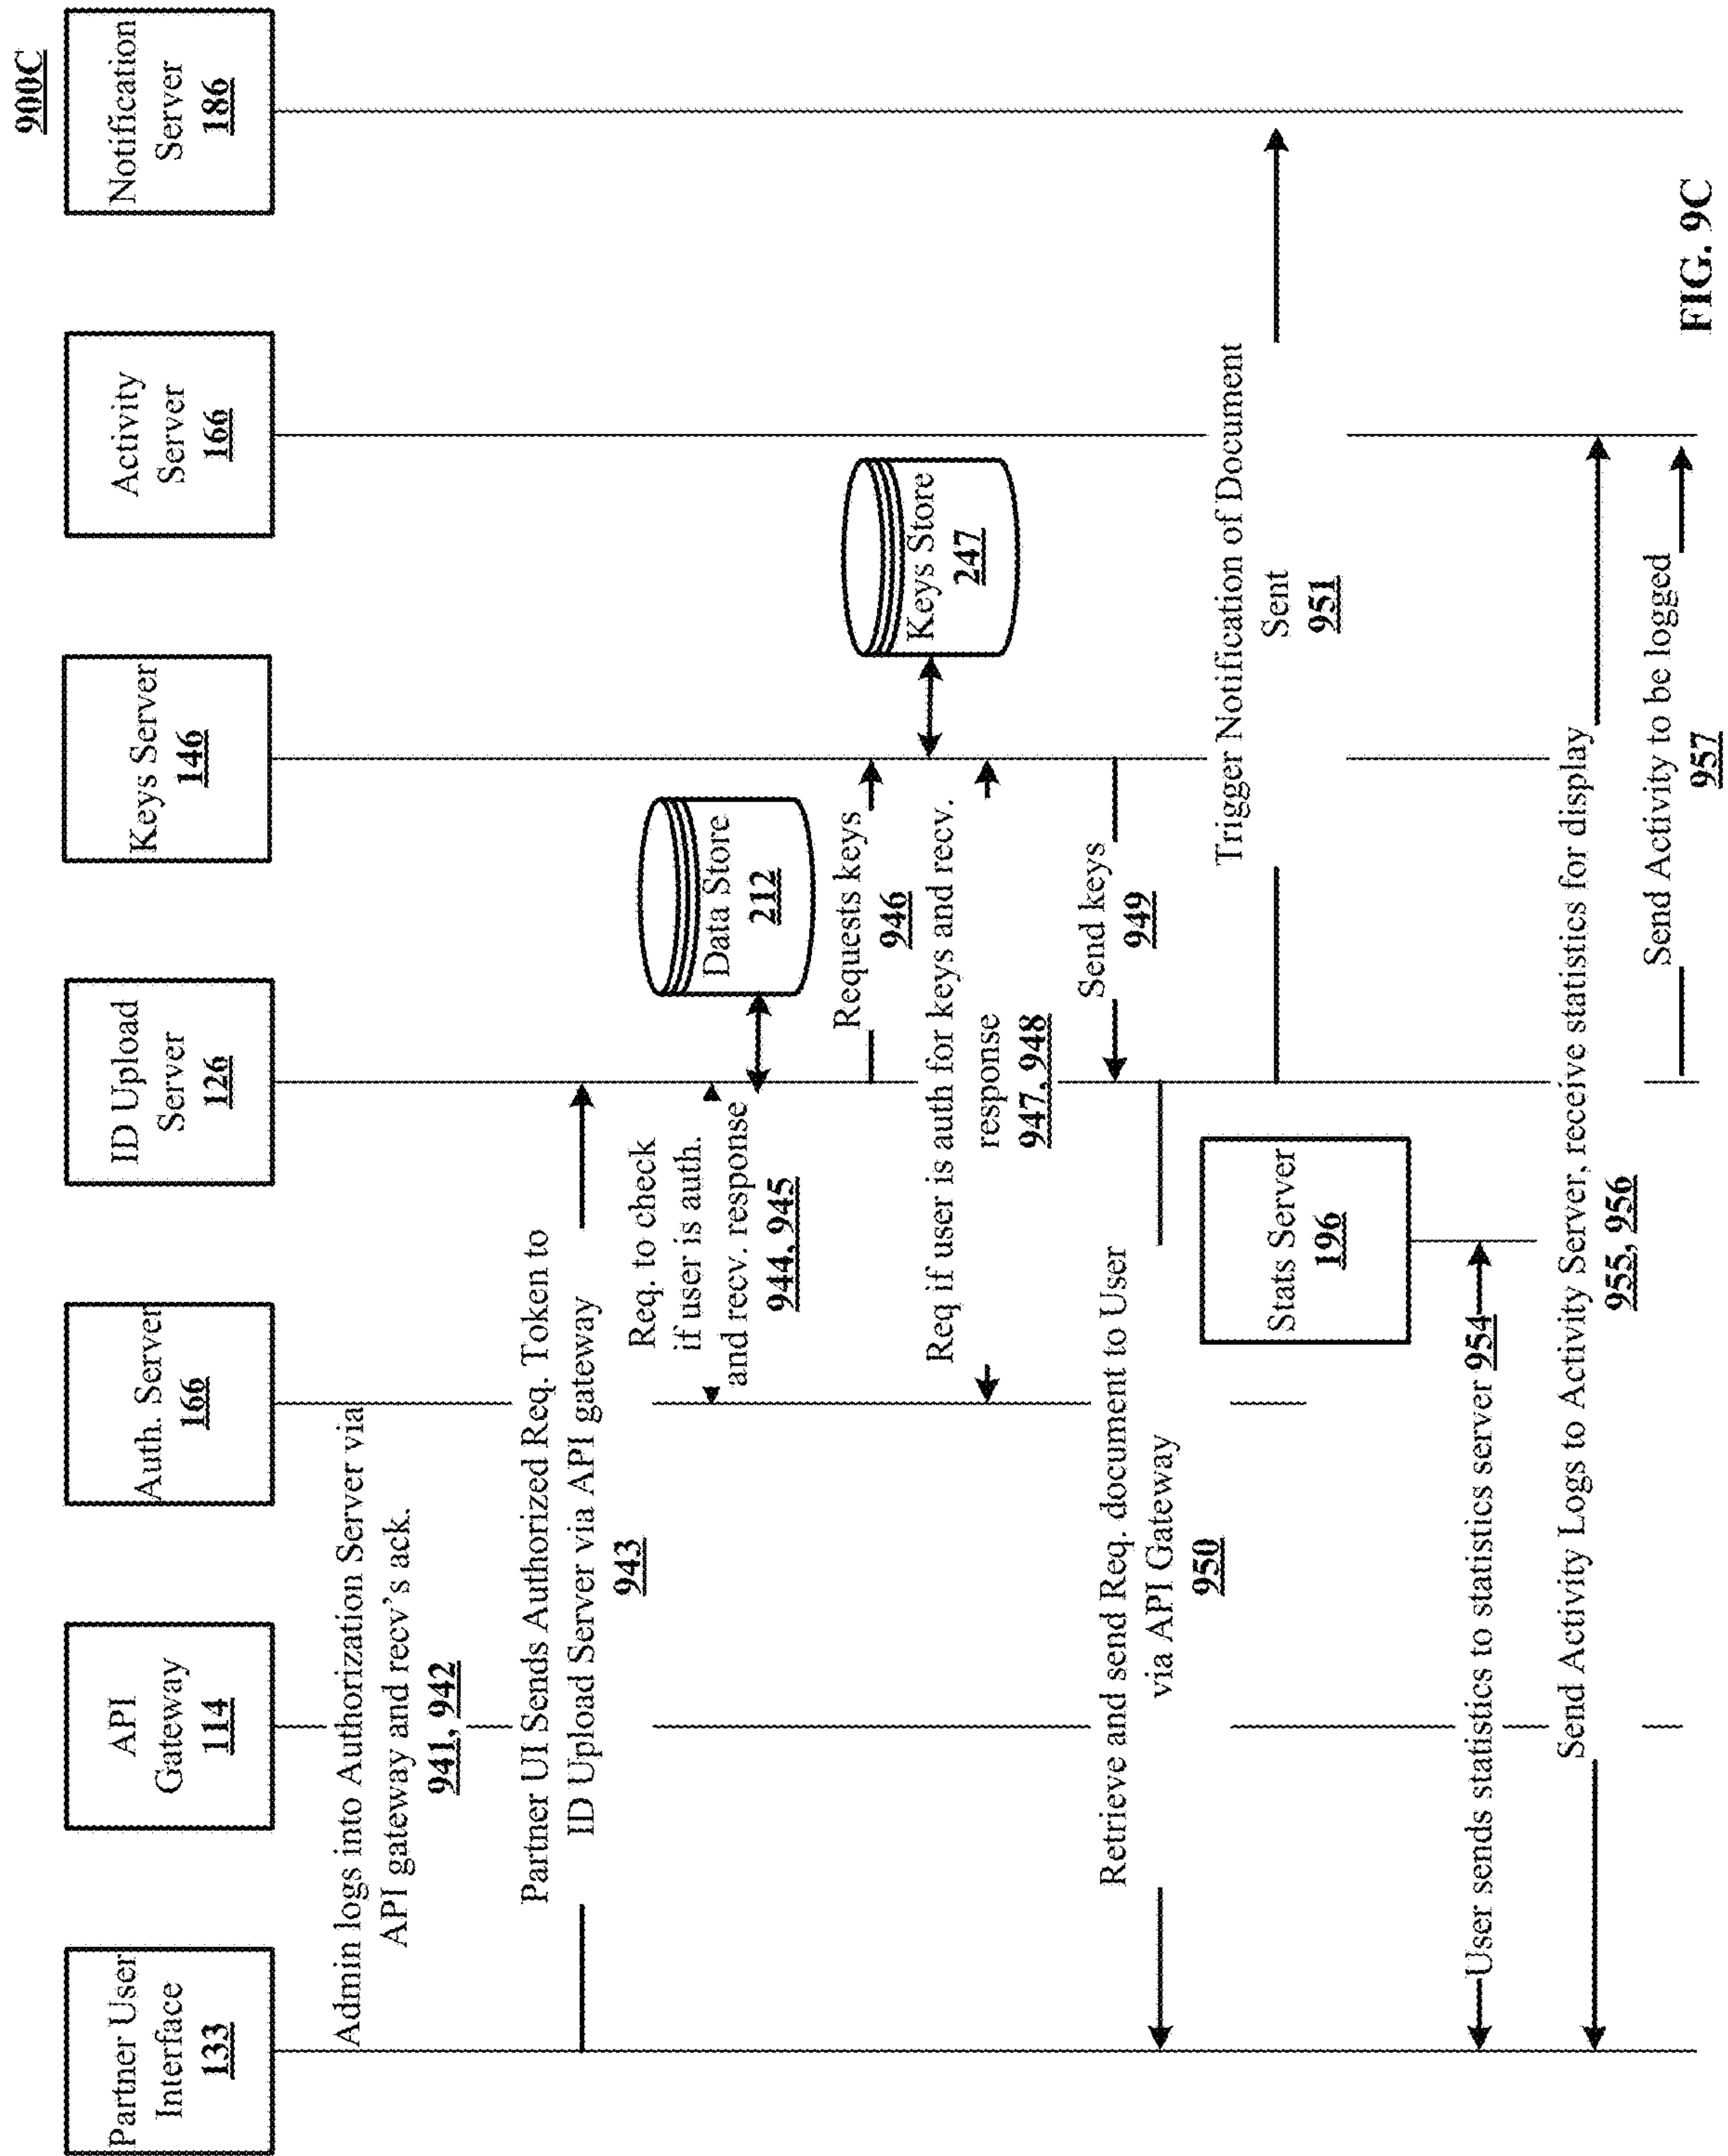 900C
Partner User
Interface
133
API
Gateway
114
Auth. Server
166
ID Upload
Server
126
Keys Server
146
Activity
Server
166
Notification
Server
186
Admin logs into Authorization Server via
API gateway and recv's ack.
941, 942
Partner UI Sends Authorized Req. Token to
ID Upload Server via API gateway
943
Req. to check
if user is auth.
and recv. response
944, 945
Data Store
212
Requests keys
946
Keys Store
247
Req if user is auth for keys and recv.
response
947, 948
Send keys
949
Retrieve and send Req. document to User
via API Gateway
950
Trigger Notification of Document
Sent
951
Stats Server
196
User sends statistics to statistics server 954
Send Activity Logs to Activity Server, receive statistics for display
955, 956
Send Activity to be logged
957
FIG. 9C